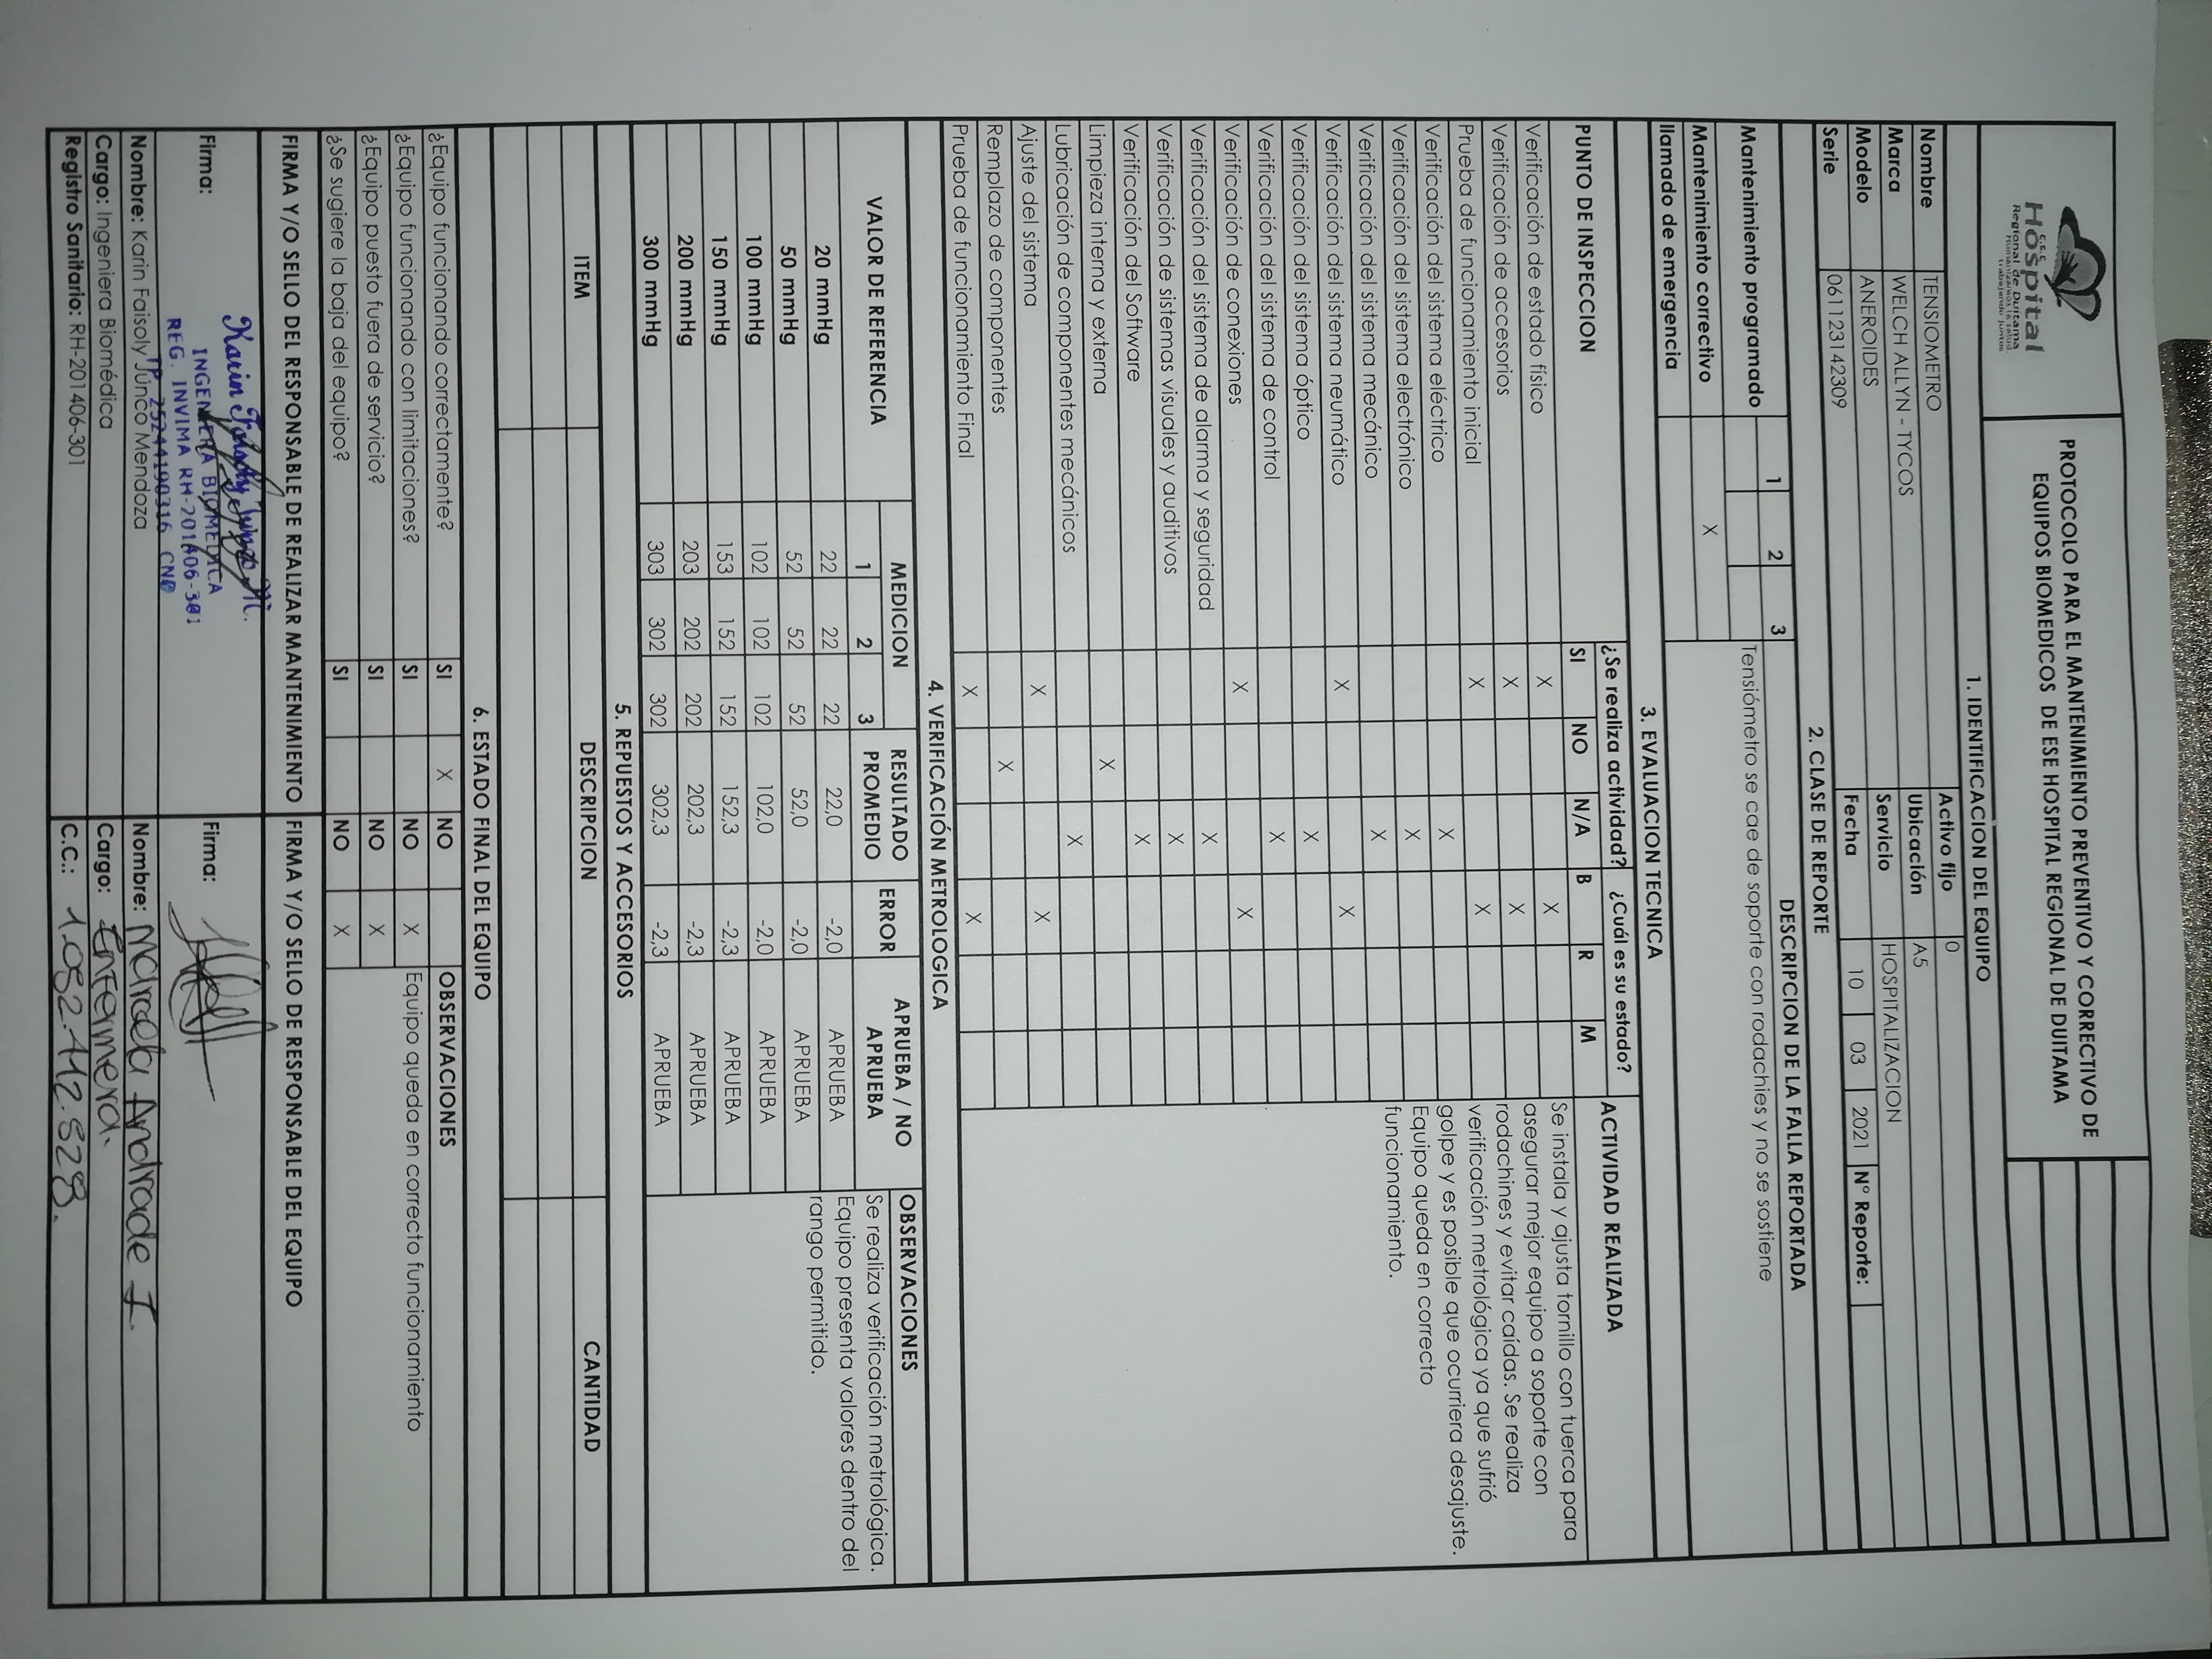 E.S.E.
Hospital
Regional de Duitama
Humanizamos la salud,
trabajando juntos
PROTOCOLO PARA EL MANTENIMIENTO PREVENTIVO Y CORRECTIVO DE
EQUIPOS BIOMEDICOS DE ESE HOSPITAL REGIONAL DE DUITAMA
1. IDENTIFICACION DEL EQUIPO
Nombre TENSIOMETRO Activo fijo 0
Marca WELCH ALLYN - TYCOS Ubicación A5
Modelo ANEROIDES Servicio HOSPITALIZACION
Serie 061123142309 Fecha 10 03 2021 Nº Reporte:
2. CLASE DE REPORTE
Mantenimiento programado 1 2 3 DESCRIPCION DE LA FALLA REPORTADA
Tensiómetro se cae de soporte con rodachies y no se sostiene
Mantenimiento correctivo X
llamado de emergencia
3. EVALUACION TECNICA
PUNTO DE INSPECCION ¿Se realiza actividad? ¿Cuál es su estado? ACTIVIDAD REALIZADA
SI NO N/A B R M
Verificación de estado físico X X
Verificación de accesorios X X
Prueba de funcionamiento inicial X X
Verificación del sistema eléctrico X
Verificación del sistema electrónico X
Verificación del sistema mecánico X
Verificación del sistema neumático X X
Verificación del sistema óptico X
Verificación del sistema de control X
Verificación de conexiones X X
Verificación del sistema de alarma y seguridad X
Verificación de sistemas visuales y auditivos X
Verificación del Software X
Limpieza interna y externa X
Lubricación de componentes mecánicos X
Ajuste del sistema X X
Remplazo de componentes X
Prueba de funcionamiento Final X X
Se instala y ajusta tornillo con tuerca para
asegurar mejor equipo a soporte con
rodachines y evitar caídas. Se realiza
verificación metrológica ya que sufrió
golpe y es posible que ocurriera desajuste.
Equipo queda en correcto
funcionamiento.
4. VERIFICACIÓN METROLOGICA
VALOR DE REFERENCIA MEDICION RESULTADO PROMEDIO ERROR APRUEBA / NO APRUEBA OBSERVACIONES
1 2 3
20 mmHg 22 22 22 22,0 -2,0 APRUEBA
50 mmHg 52 52 52 52,0 -2,0 APRUEBA
100 mmHg 102 102 102 102,0 -2,0 APRUEBA
150 mmHg 153 152 152 152,3 -2,3 APRUEBA
200 mmHg 203 202 202 202,3 -2,3 APRUEBA
300 mmHg 303 302 302 302,3 -2,3 APRUEBA
Se realiza verificación metrológica.
Equipo presenta valores dentro del
rango permitido.
5. REPUESTOS Y ACCESORIOS
ITEM DESCRIPCION CANTIDAD
6. ESTADO FINAL DEL EQUIPO
¿Equipo funcionando correctamente? SI X NO OBSERVACIONES
¿Equipo funcionando con limitaciones? SI NO X Equipo queda en correcto funcionamiento
¿Equipo puesto fuera de servicio? SI NO X
¿Se sugiere la baja del equipo? SI NO X
FIRMA Y/O SELLO DEL RESPONSABLE DE REALIZAR MANTENIMIENTO FIRMA Y/O SELLO DE RESPONSABLE DEL EQUIPO
Firma: Karin Faisoly Junco M.
INGENIERA BIOMEDICA
REG. INVIMA RH-201406-301
TP 25244190316 CND
Firma:
Nombre: Karin Faisoly Junco Mendoza Nombre: Marcela Andrade I.
Cargo: Ingeniera Biomédica Cargo: Enfermera.
Registro Sanitario: RH-201406-301 C.C.: 1.052.412.528.